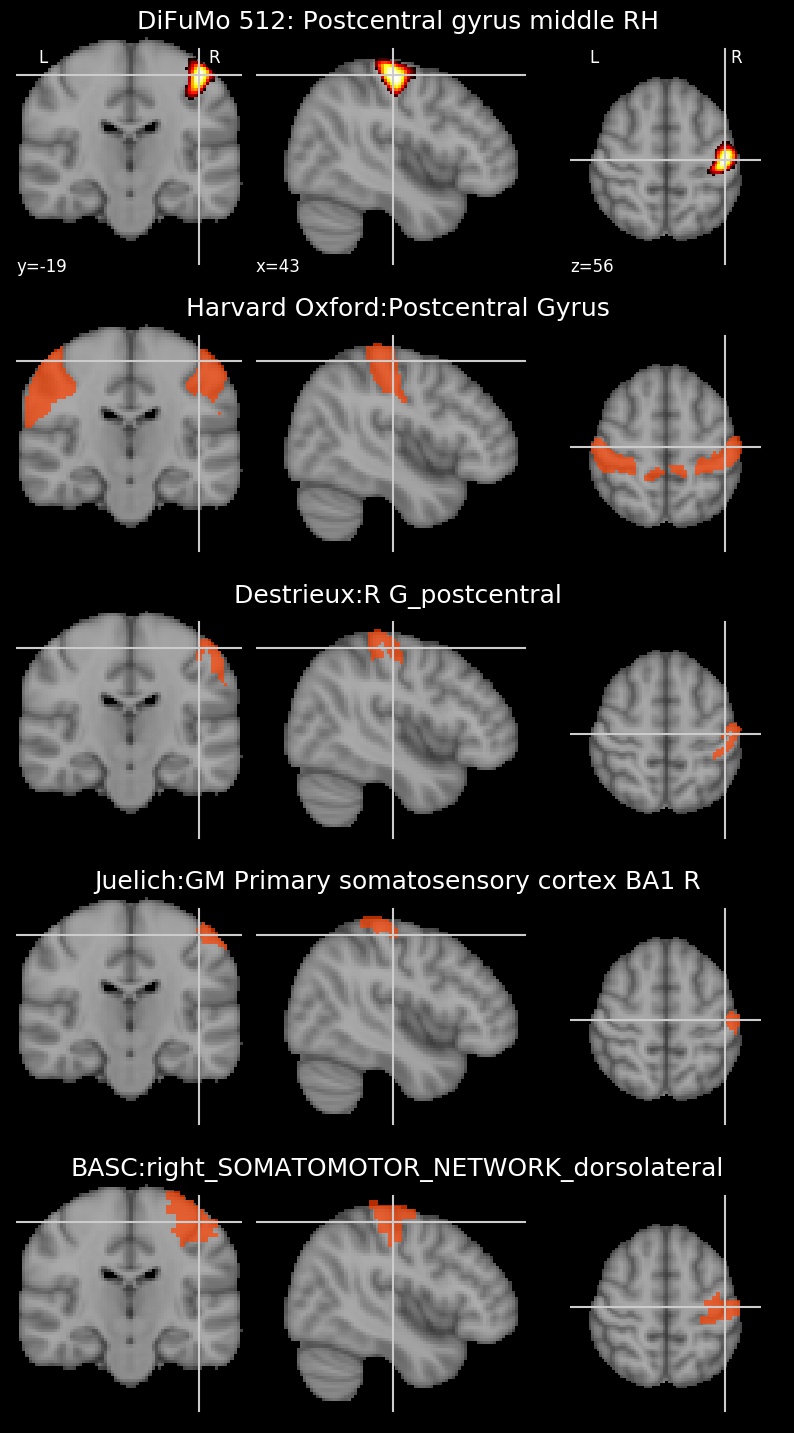 DiFuMo 512: Postcentral gyrus middle RH
L R L R
y=-19 x=43 z=56
Harvard Oxford:Postcentral Gyrus
Destrieux:R G_postcentral
Juelich:GM Primary somatosensory cortex BA1 R
BASC:right_SOMATOMOTOR_NETWORK_dorsolateral